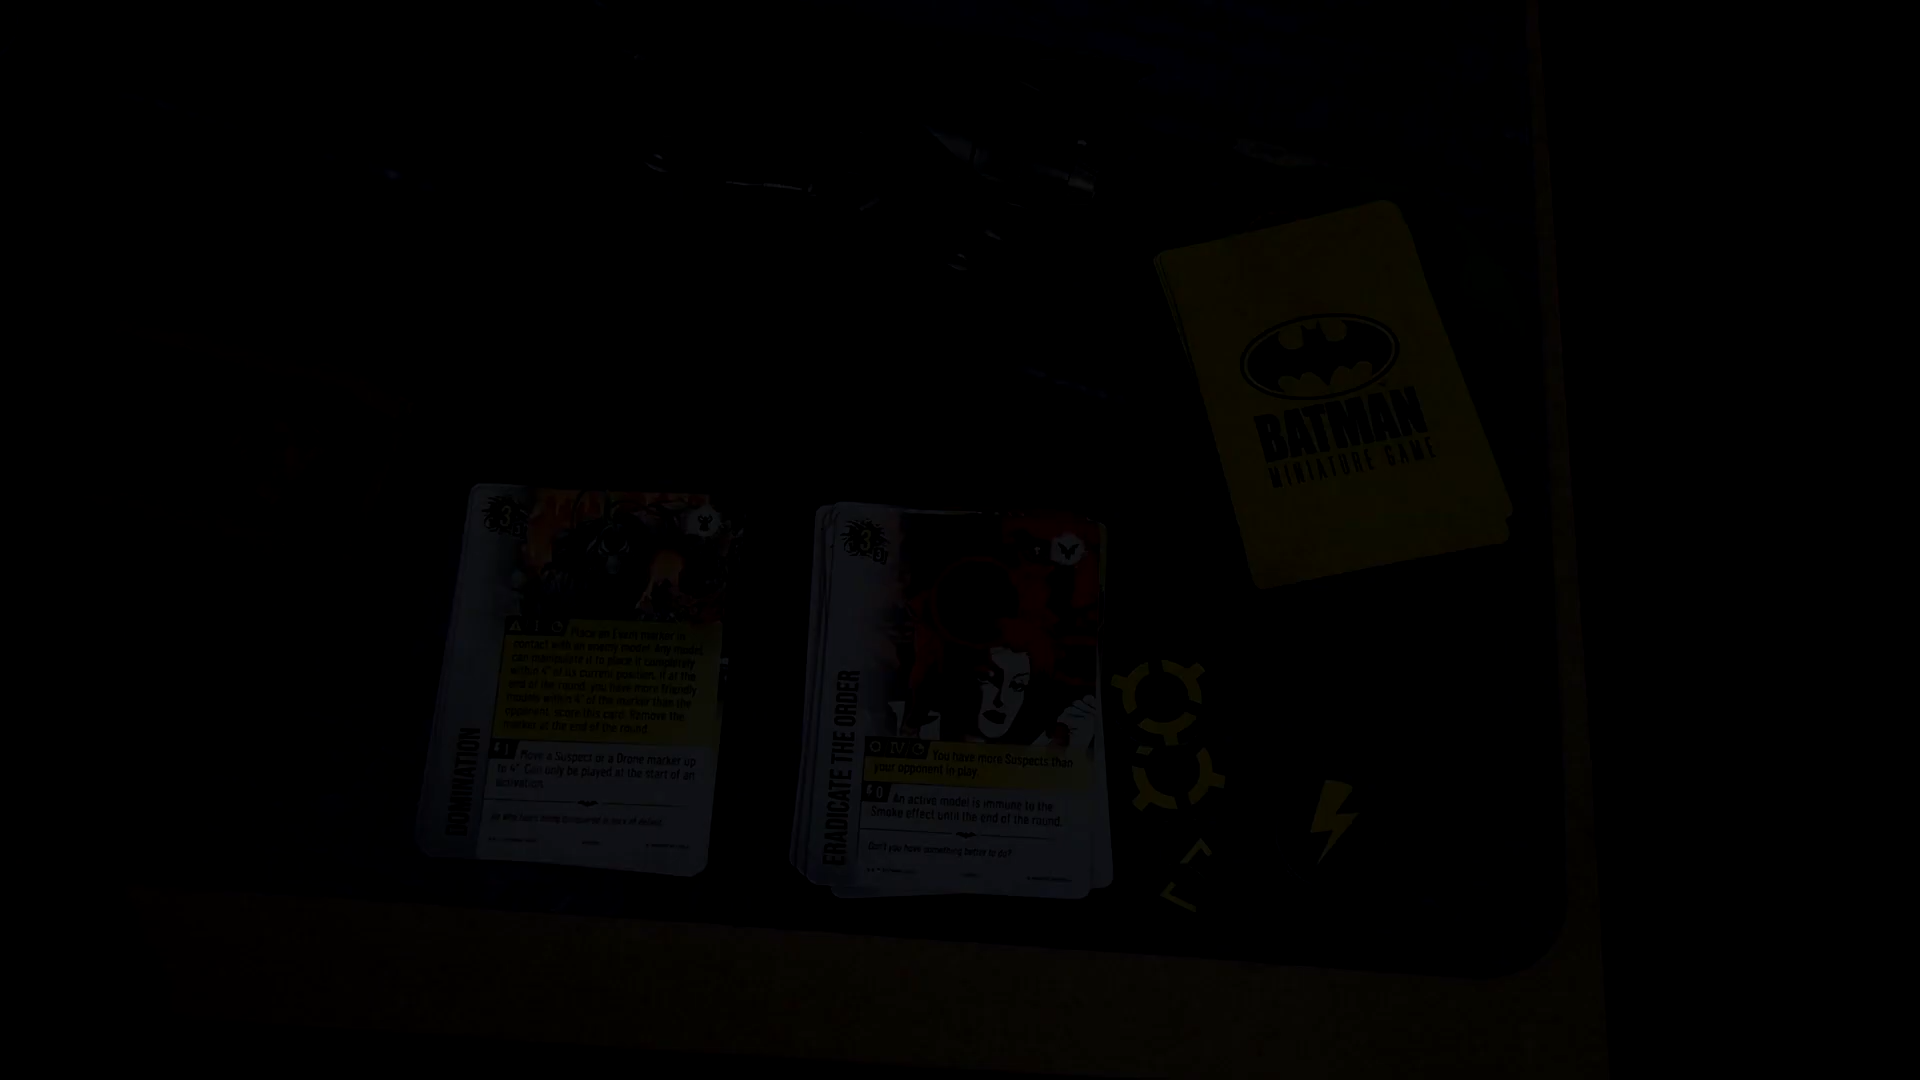 BATMAN
MINIATURE GAME
3
DOMINATION
Place an Event marker in
contact with an enemy model. Any model
can manipulate it to place it completely
within 4" of its current position. If at the
end of the round, you have more friendly
models within 4" of the marker than the
opponent, score this card. Remove the
marker at the end of the round.
1 Move a Suspect or a Drone marker up
to 4". Can only be played at the start of an
activation.
3
ERADICATE THE ORDER
IV You have more Suspects than
your opponent in play.
$0 An active model is immune to the
Smoke effect until the end of the round.
Don't you have something better to do?